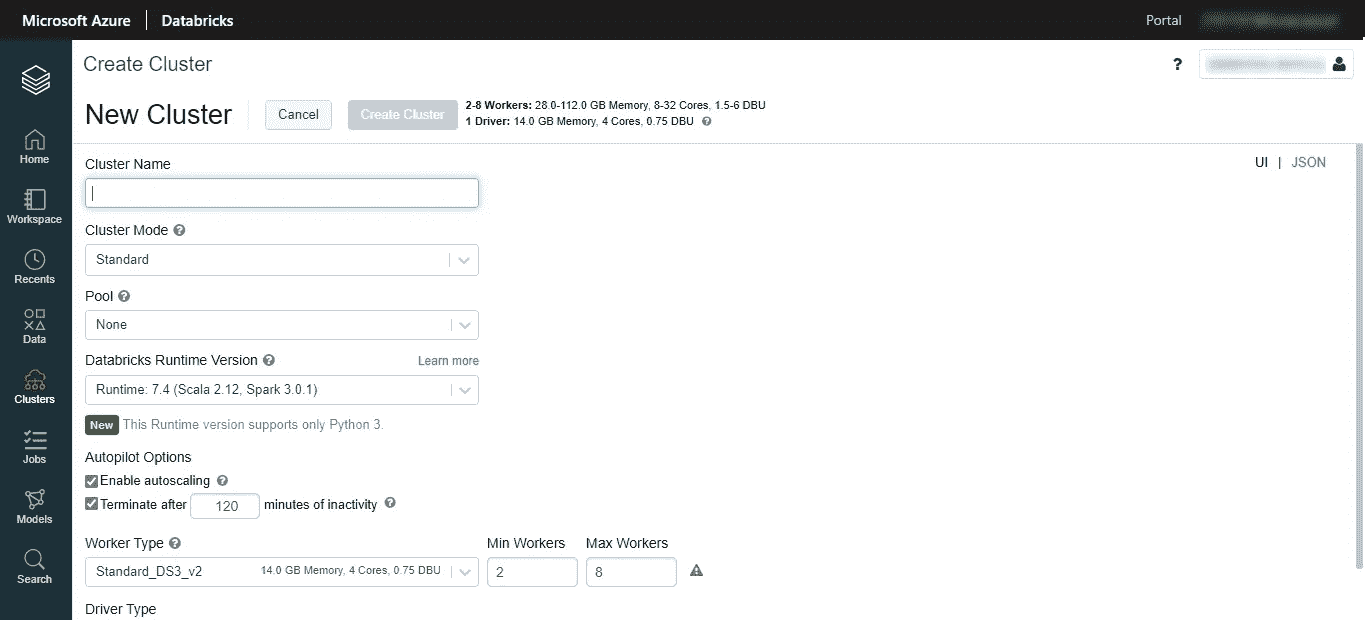 Microsoft Azure | Databricks
Portal
Create Cluster
?
New Cluster
Cancel
Create Cluster
2-8 Workers: 28.0-112.0 GB Memory, 8-32 Cores, 1.5-6 DBU
1 Driver: 14.0 GB Memory, 4 Cores, 0.75 DBU ?
UI | JSON
Home
Workspace
Recents
Data
Clusters
Jobs
Models
Search
Cluster Name
Cluster Mode ?
Standard
Pool ?
None
Databricks Runtime Version ? Learn more
Runtime: 7.4 (Scala 2.12, Spark 3.0.1)
New This Runtime version supports only Python 3.
Autopilot Options
Enable autoscaling ?
Terminate after 120 minutes of inactivity ?
Worker Type ? Min Workers Max Workers
Standard_DS3_v2 14.0 GB Memory, 4 Cores, 0.75 DBU 2 8
Driver Type